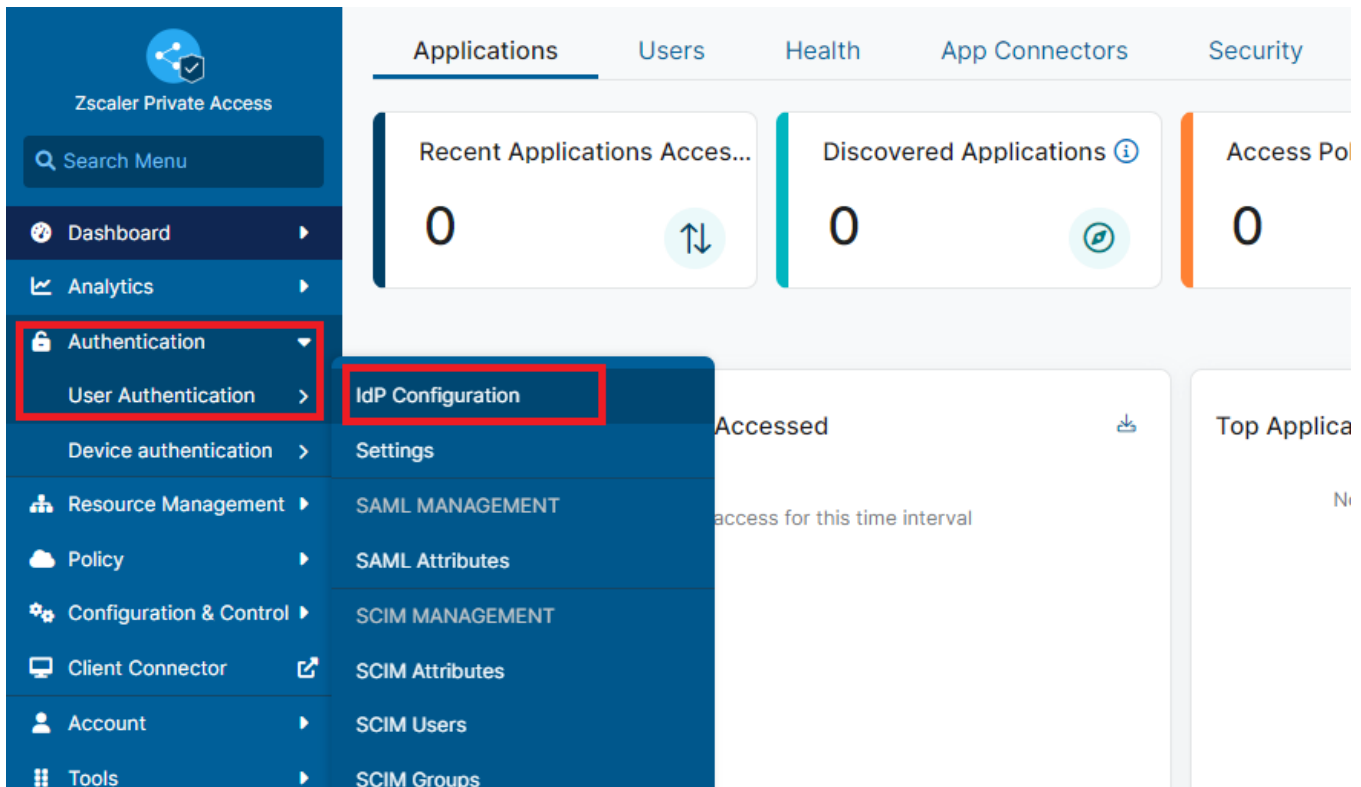 Zscaler Private Access
Search Menu
Dashboard
Analytics
Authentication
User Authentication
Device authentication
Resource Management
Policy
Configuration & Control
Client Connector
Account
Tools
IdP Configuration
Settings
SAML MANAGEMENT
SAML Attributes
SCIM MANAGEMENT
SCIM Attributes
SCIM Users
SCIM Groups
Applications Users Health App Connectors Security
Recent Applications Acces...
0
Discovered Applications
0
Access Pol
0
Accessed
access for this time interval
Top Applica